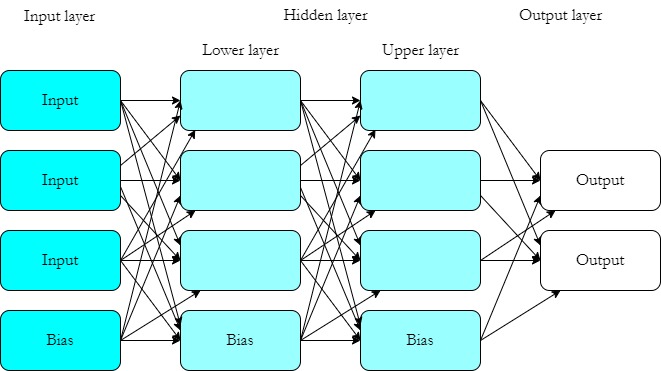 Input layer
Hidden layer
Output layer
Lower layer
Upper layer
Input
Input
Output
Input
Output
Bias
Bias
Bias